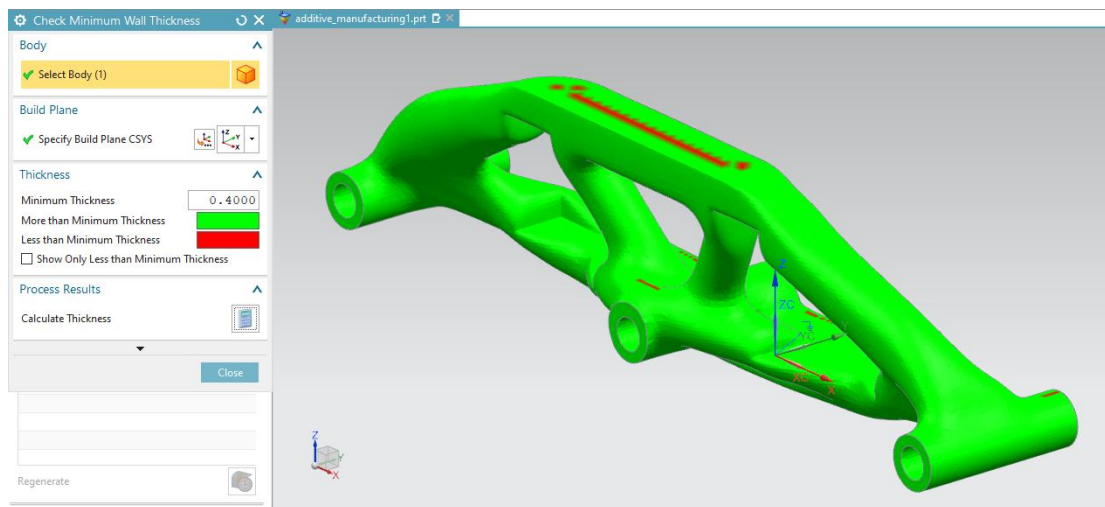 Check Minimum Wall Thickness
additive_manufacturing1.prt
Body
Select Body (1)
Build Plane
Specify Build Plane CSYS
Z
Y
X
Thickness
Minimum Thickness 0.4000
More than Minimum Thickness
Less than Minimum Thickness
Show Only Less than Minimum Thickness
Process Results
Calculate Thickness
Close
Regenerate
Z
ZC
YC
Y
XC
X
Z
Y
X